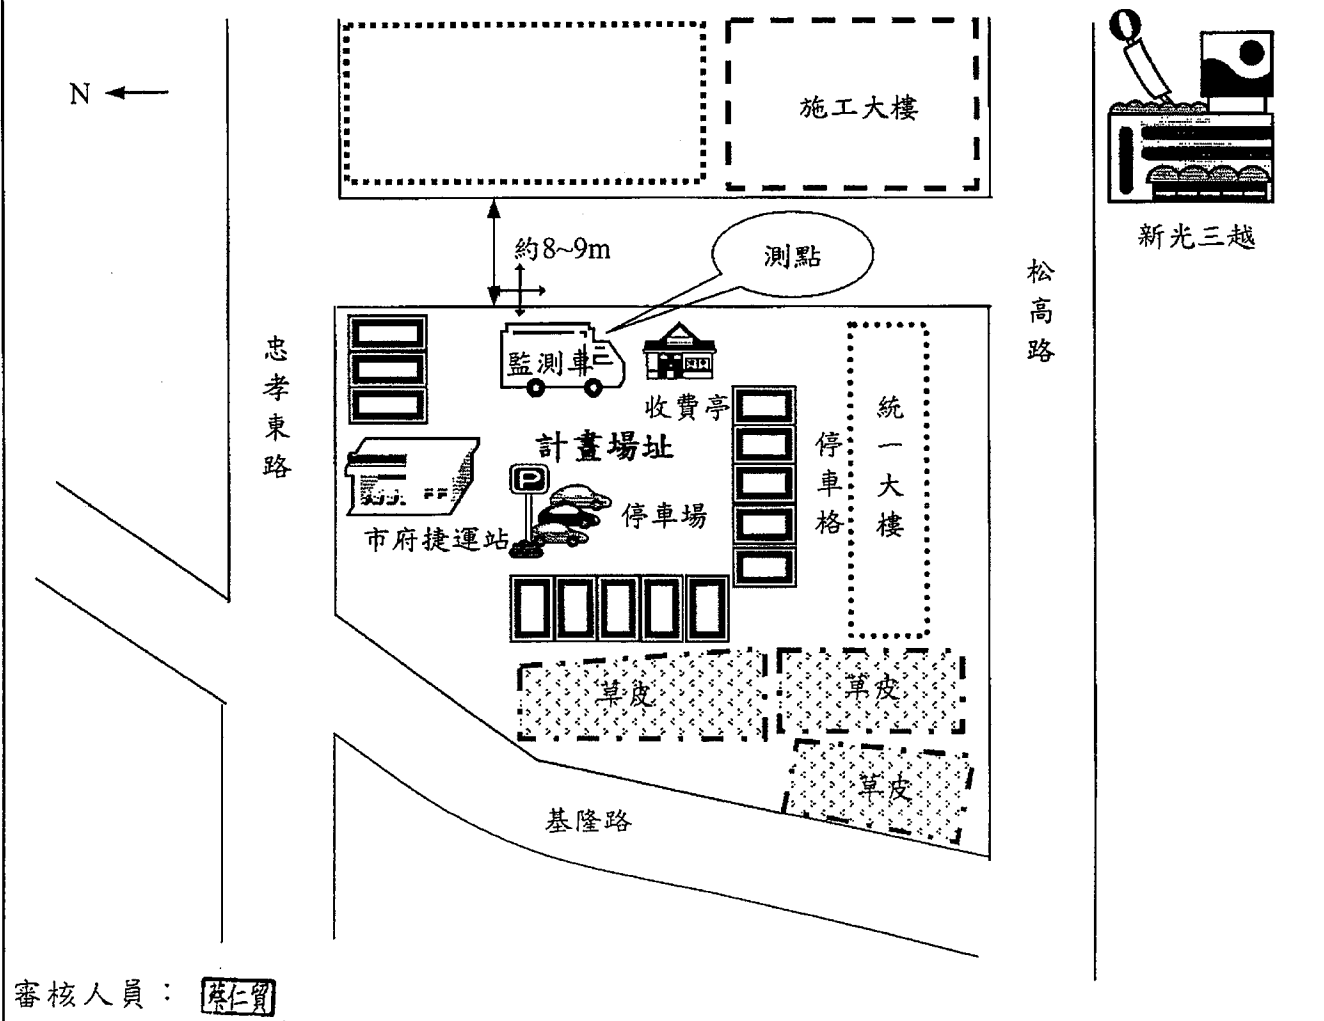 N
施工大樓
新光三越
約8~9m
測點
松高路
忠孝東路
監測車
收費亭
計畫場址
停車格
統一大樓
P
停車場
市府捷運站
草皮
草皮
草皮
基隆路
審核人員：
蔡仁貿